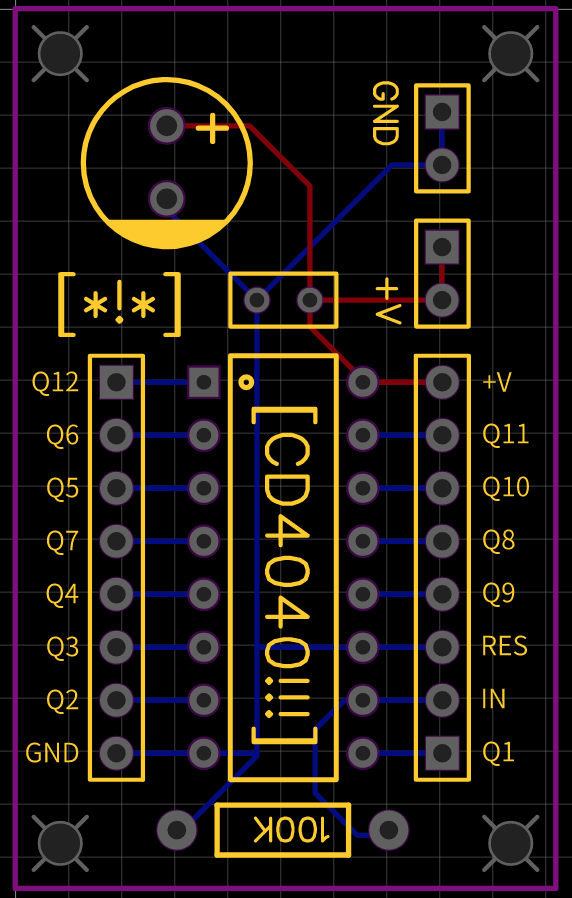 +
GND
[*!*]
+V
Q12
Q6
Q5
Q7
Q4
Q3
Q2
GND
[CD4040!!!]
+V
Q11
Q10
Q8
Q9
RES
IN
Q1
100K